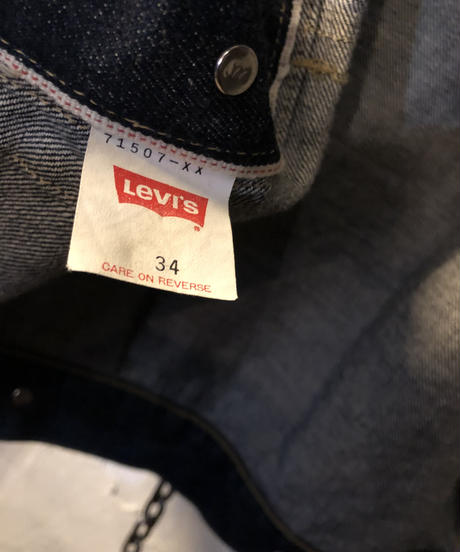 71507-XX
Levi's
®
34
CARE ON REVERSE